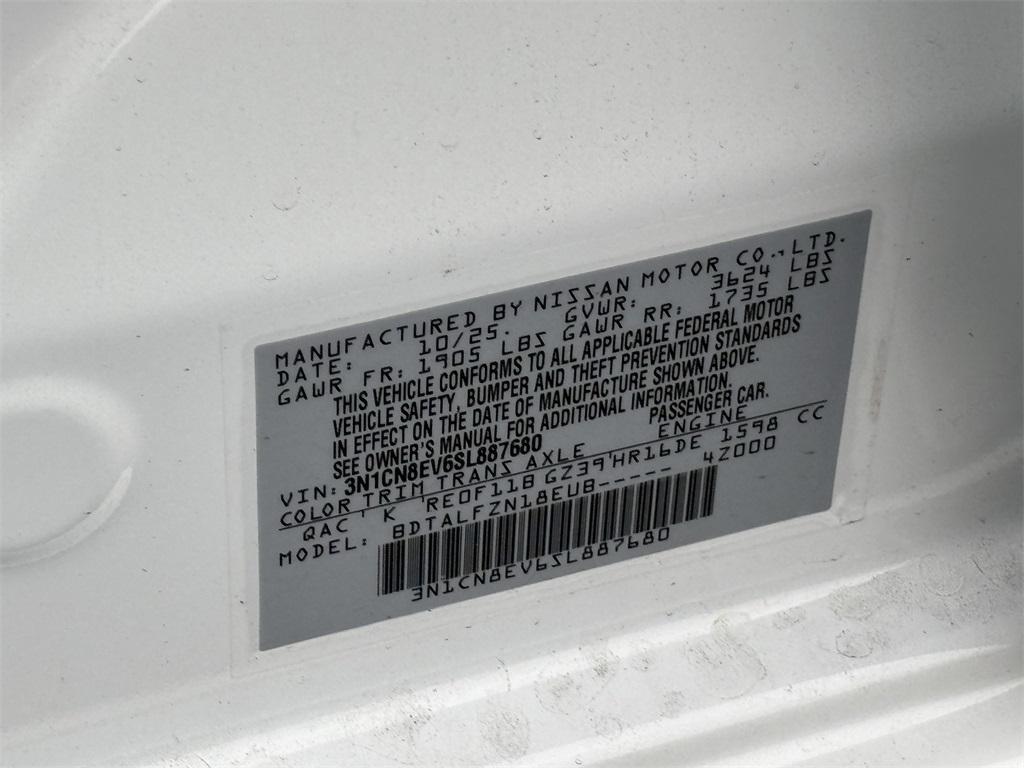 MANUFACTURED BY NISSAN MOTOR CO., LTD.
DATE: 10/25. GVWR: 3624 LBS
GAWR FR: 1905 LBS GAWR RR: 1735 LBS
THIS VEHICLE CONFORMS TO ALL APPLICABLE FEDERAL MOTOR
VEHICLE SAFETY, BUMPER AND THEFT PREVENTION STANDARDS
IN EFFECT ON THE DATE OF MANUFACTURE SHOWN ABOVE.
SEE OWNER'S MANUAL FOR ADDITIONAL INFORMATION.
VIN: 3N1CN8EV6SL887680 PASSENGER CAR.
COLOR TRIM TRANS AXLE ENGINE
QAC ' K 'RE0F11B GZ39'HR16DE 1598 CC
MODEL: BDTALFZN18EUB----- 4Z000
3N1CN8EV6SL887680